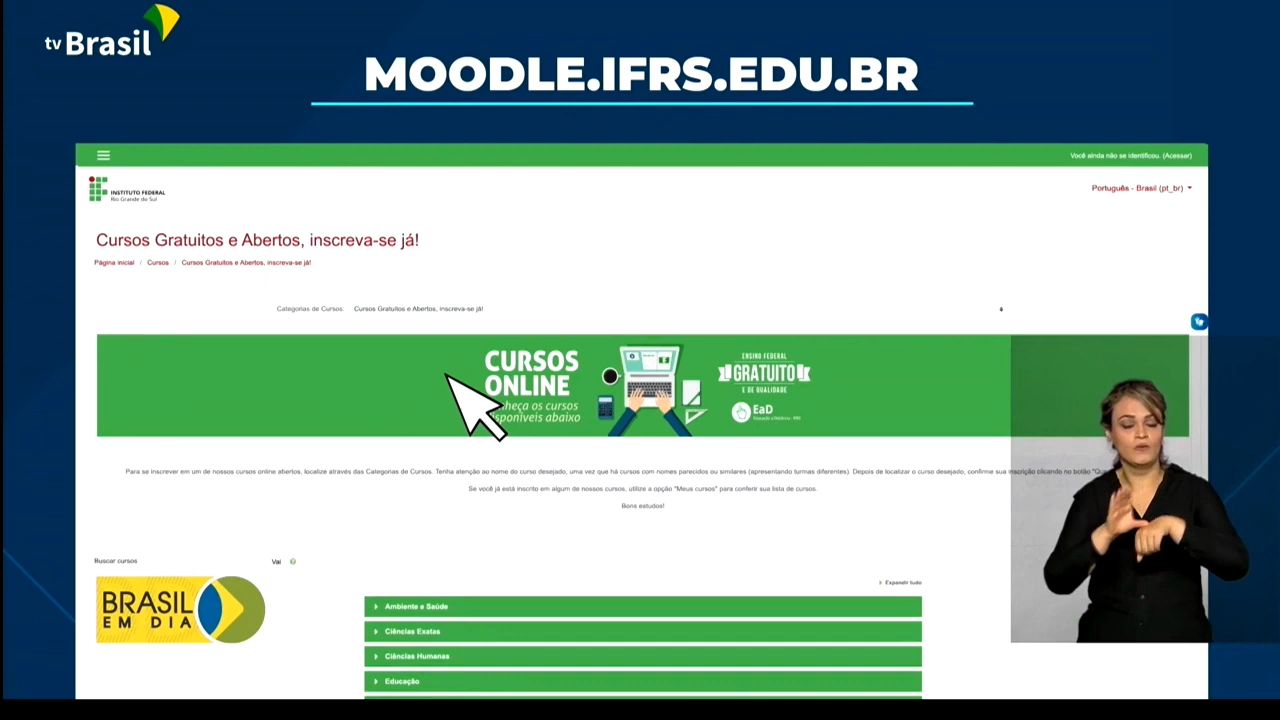 tv Brasil
MOODLE.IFRS.EDU.BR
Você ainda não se identificou. (Acessar)
INSTITUTO FEDERAL
Rio Grande do Sul
Português - Brasil (pt_br)
Cursos Gratuitos e Abertos, inscreva-se já!
Página inicial / Cursos / Cursos Gratuitos e Abertos, inscreva-se já!
Categorias de Cursos: Cursos Gratuitos e Abertos, inscreva-se já!
CURSOS
ONLINE
os cursos
disponíveis abaixo
ENSINO FEDERAL
GRATUITO
E DE QUALIDADE
EaD
Para se inscrever em um de nossos cursos online abertos, localize através das Categorias de Cursos. Tenha atenção ao nome do curso desejado, uma vez que há cursos com nomes parecidos ou similares (apresentando turmas diferentes). Depois de localizar o curso desejado, confirme sua inscrição clicando no botão
Se você já está inscrito em algum de nossos cursos, utilize a opção "Meus cursos" para conferir sua lista de cursos.
Bons estudos!
Buscar cursos
Vai
BRASIL
EM DIA
Expandir tudo
Ambiente e Saúde
Ciências Exatas
Ciências Humanas
Educação